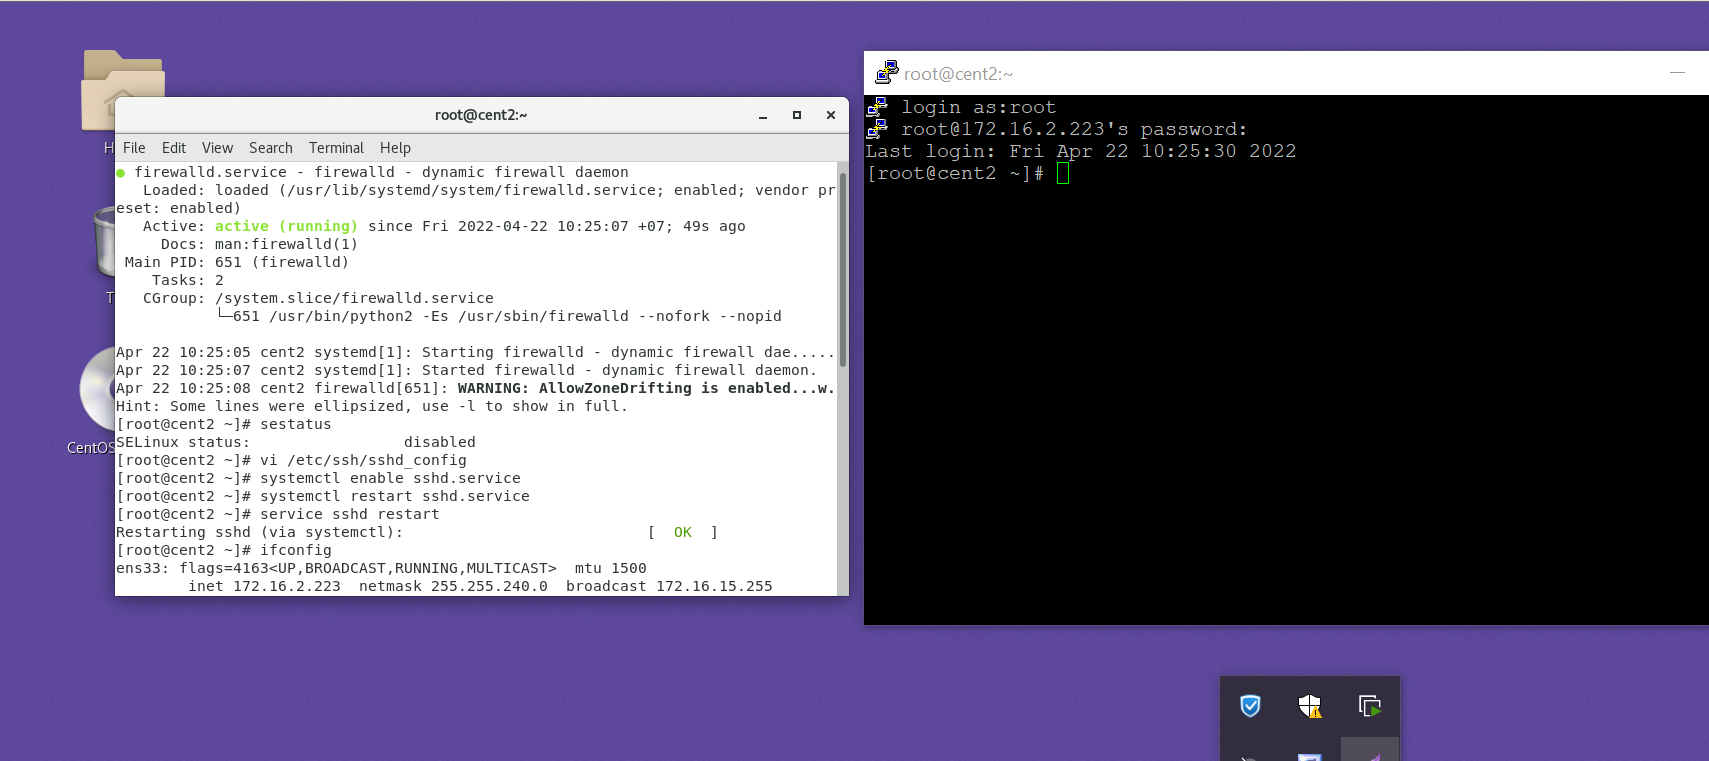 root@cent2:~
File Edit View Search Terminal Help
● firewalld.service - firewalld - dynamic firewall daemon
   Loaded: loaded (/usr/lib/systemd/system/firewalld.service; enabled; vendor pr
eset: enabled)
   Active: active (running) since Fri 2022-04-22 10:25:07 +07; 49s ago
     Docs: man:firewalld(1)
 Main PID: 651 (firewalld)
    Tasks: 2
   CGroup: /system.slice/firewalld.service
           └─651 /usr/bin/python2 -Es /usr/sbin/firewalld --nofork --nopid
Apr 22 10:25:05 cent2 systemd[1]: Starting firewalld - dynamic firewall dae.....
Apr 22 10:25:07 cent2 systemd[1]: Started firewalld - dynamic firewall daemon.
Apr 22 10:25:08 cent2 firewalld[651]: WARNING: AllowZoneDrifting is enabled...w.
Hint: Some lines were ellipsized, use -l to show in full.
[root@cent2 ~]# sestatus
SELinux status:                 disabled
[root@cent2 ~]# vi /etc/ssh/sshd_config
[root@cent2 ~]# systemctl enable sshd.service
[root@cent2 ~]# systemctl restart sshd.service
[root@cent2 ~]# service sshd restart
Restarting sshd (via systemctl):                           [  OK  ]
[root@cent2 ~]# ifconfig
ens33: flags=4163<UP,BROADCAST,RUNNING,MULTICAST>  mtu 1500
        inet 172.16.2.223  netmask 255.255.240.0  broadcast 172.16.15.255
H
T
CentOS
root@cent2:~
login as:root
root@172.16.2.223's password:
Last login: Fri Apr 22 10:25:30 2022
[root@cent2 ~]#